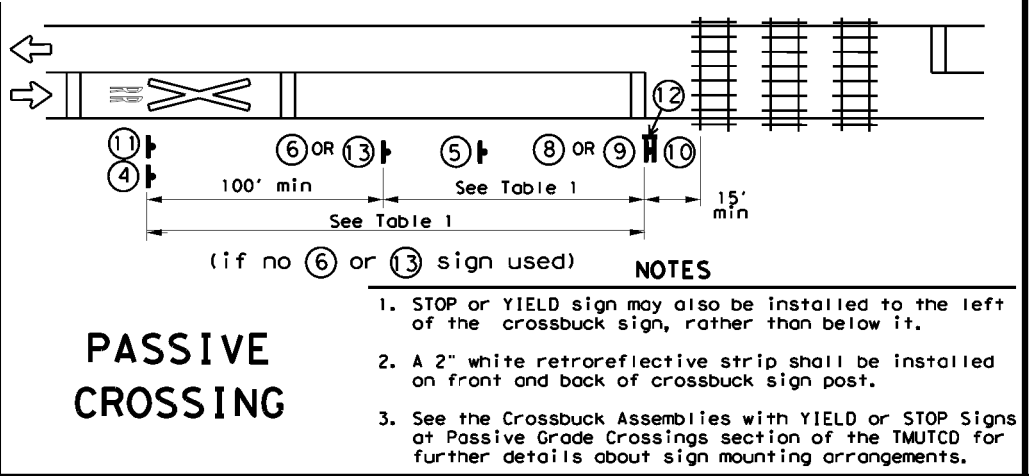 RR
12
11
6 OR 13
5
8 OR 9
10
4
100' min
See Table 1
15' min
See Table 1
(if no 6 or 13 sign used)
NOTES
1. STOP or YIELD sign may also be installed to the left
of the crossbuck sign, rather than below it.
PASSIVE
CROSSING
2. A 2" white retroreflective strip shall be installed
on front and back of crossbuck sign post.
3. See the Crossbuck Assemblies with YIELD or STOP Signs
at Passive Grade Crossings section of the TMUTCD for
further details about sign mounting arrangements.